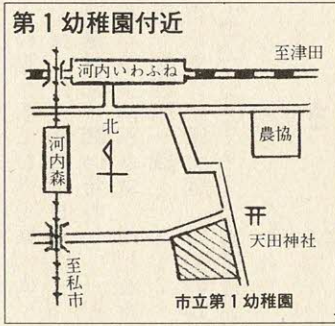 第1幼稚園付近
至津田
河内いわふね
北
農協
河内森
天田神社
至私市
市立第1幼稚園